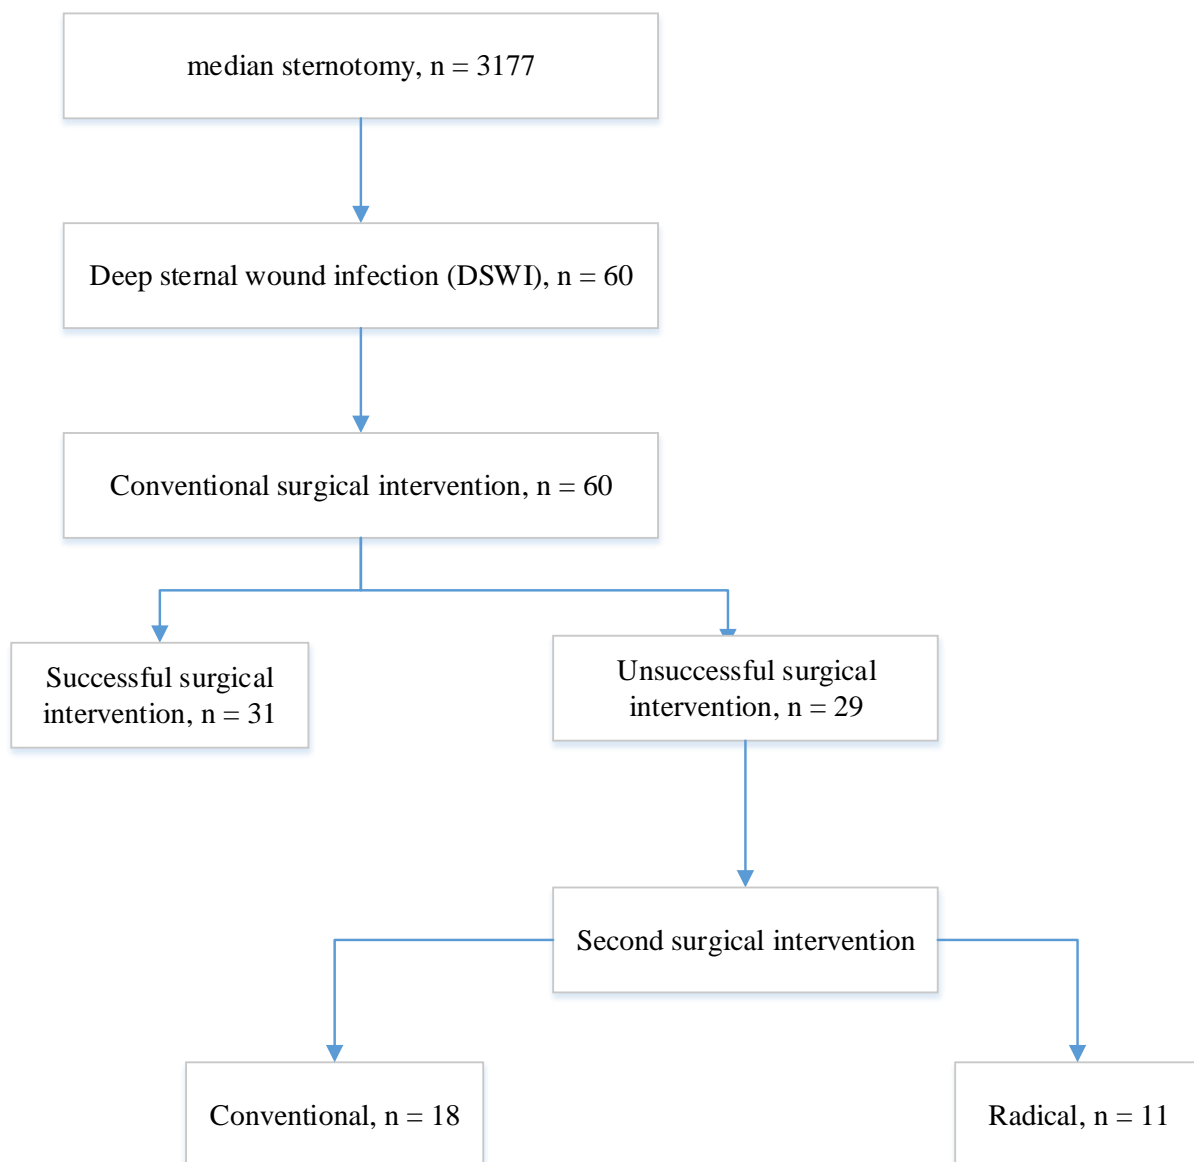 median sternotomy, n = 3177
Deep sternal wound infection (DSWI), n = 60
Conventional surgical intervention, n = 60
Successful surgical
intervention, n = 31
Unsuccessful surgical
intervention, n = 29
Second surgical intervention
Conventional, n = 18
Radical, n = 11